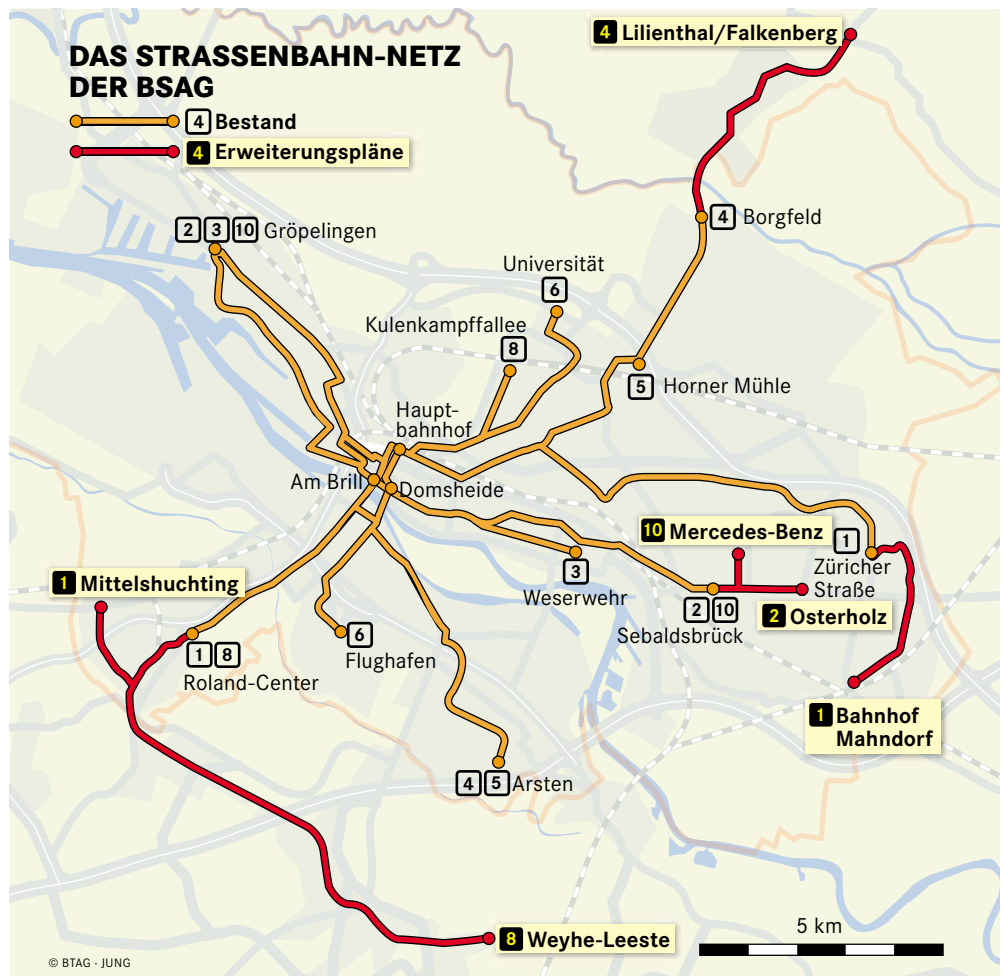 DAS STRASSENBAHN-NETZ
DER BSAG
4 Bestand
4 Erweiterungspläne
4 Lilienthal/Falkenberg
4 Borgfeld
2 3 10 Gröpelingen
Universität
6
Kulenkampffallee
8
5 Horner Mühle
Haupt-
bahnhof
Am Brill
Domsheide
10 Mercedes-Benz
1
Züricher
Straße
3
Weserwehr
2 10
Sebaldsbrück
2 Osterholz
1 Mittelshuchting
1 8
Roland-Center
6
Flughafen
1 Bahnhof
Mahndorf
4 5 Arsten
8 Weyhe-Leeste
5 km
© BTAG · JUNG